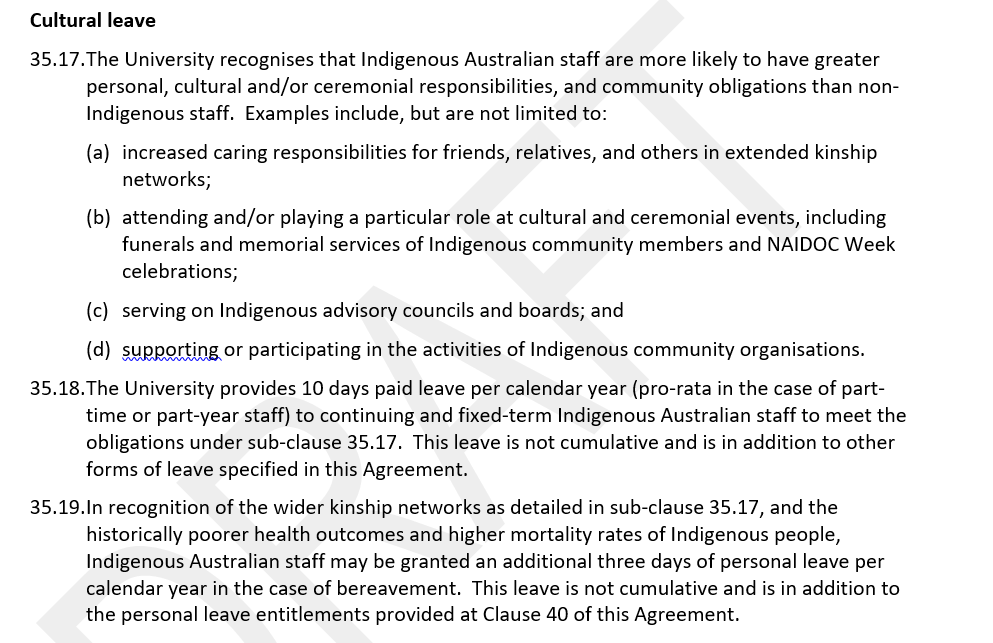 Cultural leave
35.17.The University recognises that Indigenous Australian staff are more likely to have greater
personal, cultural and/or ceremonial responsibilities, and community obligations than non-
Indigenous staff.  Examples include, but are not limited to:
(a) increased caring responsibilities for friends, relatives, and others in extended kinship
networks;
(b) attending and/or playing a particular role at cultural and ceremonial events, including
funerals and memorial services of Indigenous community members and NAIDOC Week
celebrations;
(c) serving on Indigenous advisory councils and boards; and
(d) supporting or participating in the activities of Indigenous community organisations.
35.18.The University provides 10 days paid leave per calendar year (pro-rata in the case of part-
time or part-year staff) to continuing and fixed-term Indigenous Australian staff to meet the
obligations under sub-clause 35.17.  This leave is not cumulative and is in addition to other
forms of leave specified in this Agreement.
35.19.In recognition of the wider kinship networks as detailed in sub-clause 35.17, and the
historically poorer health outcomes and higher mortality rates of Indigenous people,
Indigenous Australian staff may be granted an additional three days of personal leave per
calendar year in the case of bereavement.  This leave is not cumulative and is in addition to
the personal leave entitlements provided at Clause 40 of this Agreement.
DRAFT